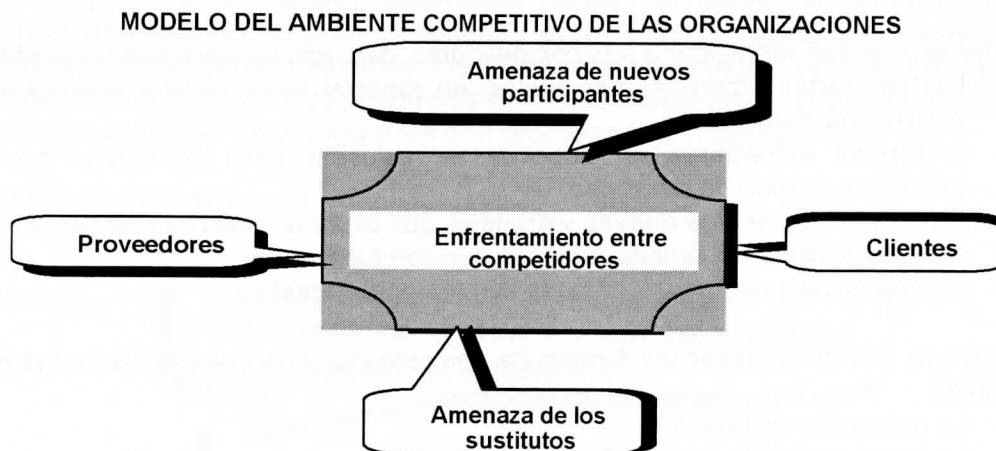 MODELO DEL AMBIENTE COMPETITIVO DE LAS ORGANIZACIONES
Amenaza de nuevos
participantes
Proveedores
Enfrentamiento entre
competidores
Clientes
Amenaza de los
sustitutos